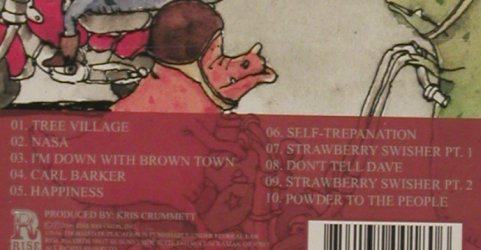 01. TREE VILLAGE
02. NASA
03. I'M DOWN WITH BROWN TOWN
04. CARL BARKER
05. HAPPINESS
06. SELF-TREPANATION
07. STRAWBERRY SWISHER PT. 1
08. DON'T TELL DAVE
09. STRAWBERRY SWISHER PT. 2
10. POWDER TO THE PEOPLE
PRODUCED BY: KRIS CRUMMETT
R
RISE